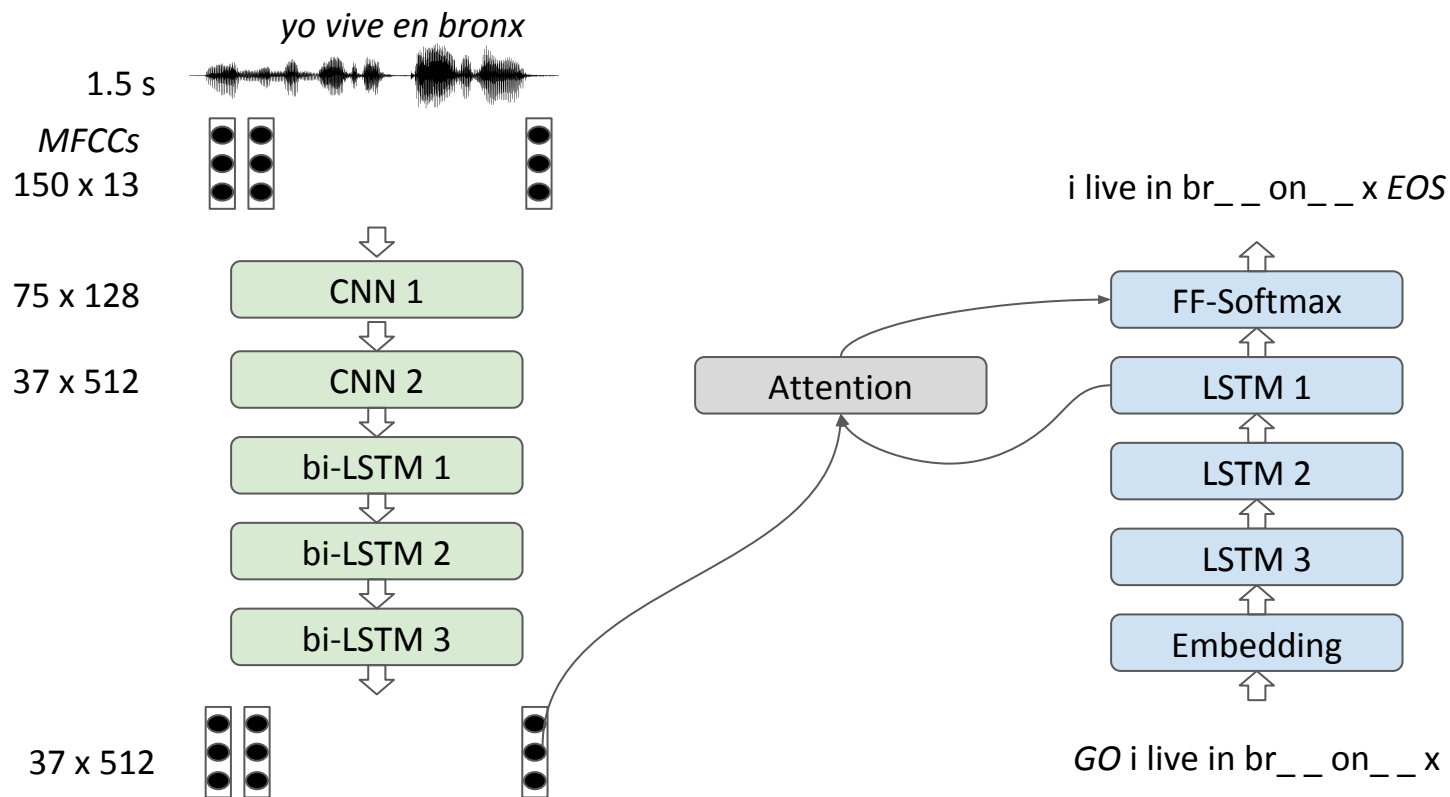 yo vive en bronx
1.5 s
MFCCs
150 x 13
75 x 128
CNN 1
37 x 512
CNN 2
bi-LSTM 1
bi-LSTM 2
bi-LSTM 3
37 x 512
Attention
i live in br_ _ on_ _ x EOS
FF-Softmax
LSTM 1
LSTM 2
LSTM 3
Embedding
GO i live in br_ _ on_ _ x